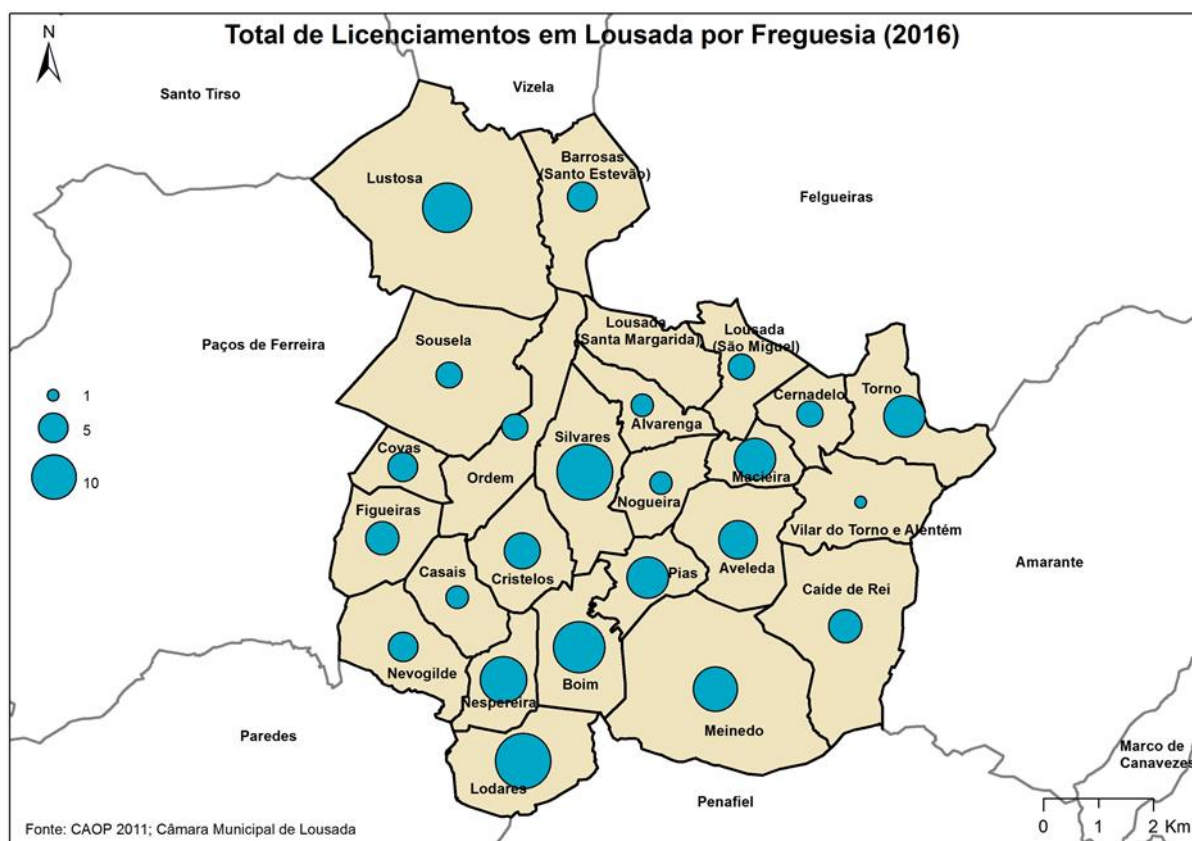 Total de Licenciamentos em Lousada por Freguesia (2016)
N
Santo Tirso
Vizela
Barrosas
(Santo Estevão)
Lustosa
Felgueiras
Lousada
(Santa Margarida)
Lousada
(São Miguel)
Paços de Ferreira
Sousela
Cernadelo
Torno
1
5
10
Alvarenga
Silvares
Covas
Ordem
Macieira
Nogueira
Figueiras
Vilar do Torno e Alentém
Amarante
Casais
Cristelos
Pias
Aveleda
Caíde de Rei
Nevogilde
Boim
Nespereira
Meinedo
Paredes
Lodares
Penafiel
Marco de
Canavezes
Fonte: CAOP 2011; Câmara Municipal de Lousada
0 1 2 Km